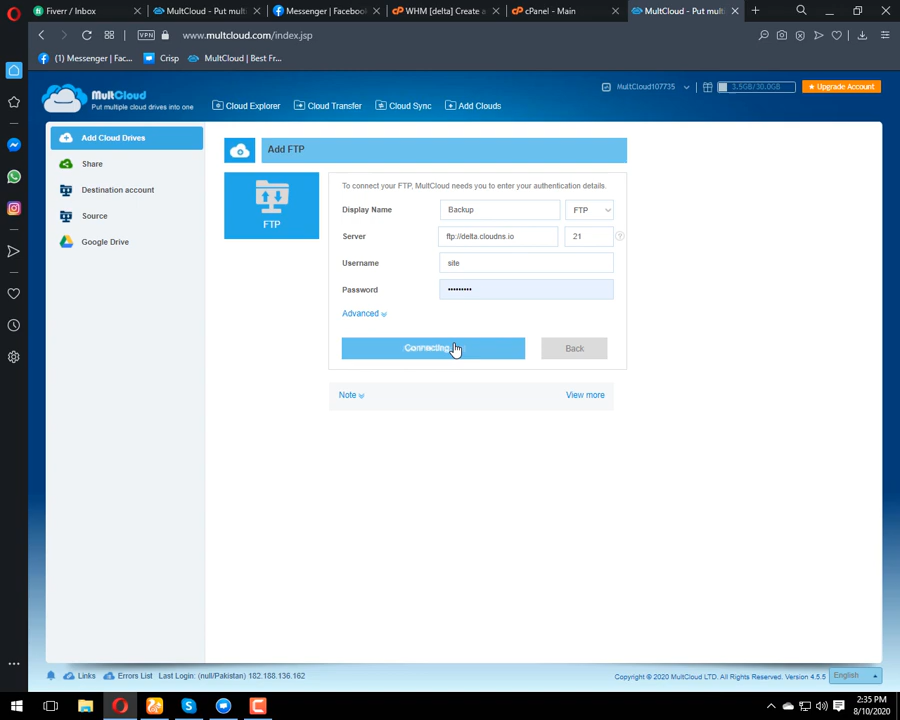 Fiverr / Inbox
MultCloud - Put mult
Messenger | Facebook
WHM [delta] Create a
cPanel - Main
MultCloud - Put mult
VPN
www.multcloud.com/index.jsp
(1) Messenger | Fac...
Crisp
MultCloud | Best Fr...
MultCloud
Put multiple cloud drives into one
Cloud Explorer
Cloud Transfer
Cloud Sync
Add Clouds
MultCloud107735
3.5GB/30.0GB
Upgrade Account
Add Cloud Drives
Share
Destination account
Source
Google Drive
Add FTP
FTP
To connect your FTP, MultCloud needs you to enter your authentication details.
Display Name
Backup
FTP
Server
ftp://delta.cloudns.io
21
Username
site
Password
•••••••••
Advanced
Connecting
Back
Note
View more
Links
Errors List
Last Login: (null/Pakistan) 182.188.136.162
Copyright © 2020 MultCloud LTD. All Rights Reserved. Version 4.5.5
English
2:35 PM
8/10/2020